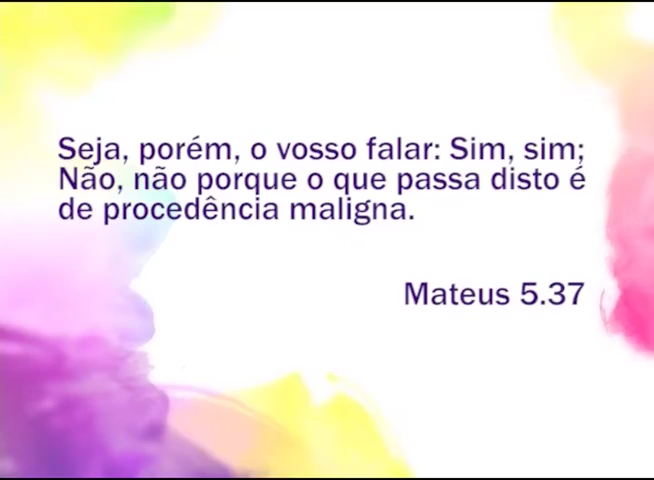 Seja, porém, o vosso falar: Sim, sim;
Não, não porque o que passa disto é
de procedência maligna.
Mateus 5.37